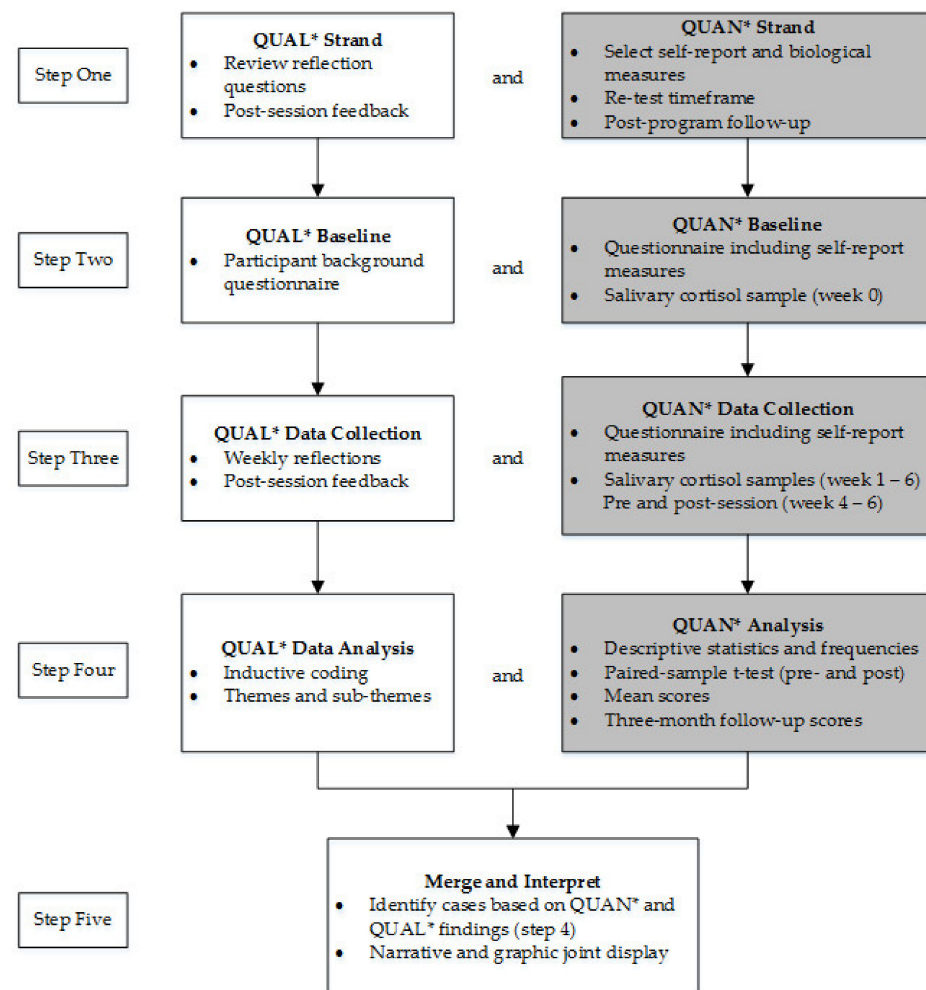 Step One
QUAL* Strand
• Review reflection
questions
• Post-session feedback
and
QUAN* Strand
• Select self-report and biological
measures
• Re-test timeframe
• Post-program follow-up
Step Two
QUAL* Baseline
• Participant background
questionnaire
and
QUAN* Baseline
• Questionnaire including self-report
measures
• Salivary cortisol sample (week 0)
Step Three
QUAL* Data Collection
• Weekly reflections
• Post-session feedback
and
QUAN* Data Collection
• Questionnaire including self-report
measures
• Salivary cortisol samples (week 1 – 6)
Pre and post-session (week 4 – 6)
Step Four
QUAL* Data Analysis
• Inductive coding
• Themes and sub-themes
and
QUAN* Analysis
• Descriptive statistics and frequencies
• Paired-sample t-test (pre- and post)
• Mean scores
• Three-month follow-up scores
Step Five
Merge and Interpret
• Identify cases based on QUAN* and
QUAL* findings (step 4)
• Narrative and graphic joint display